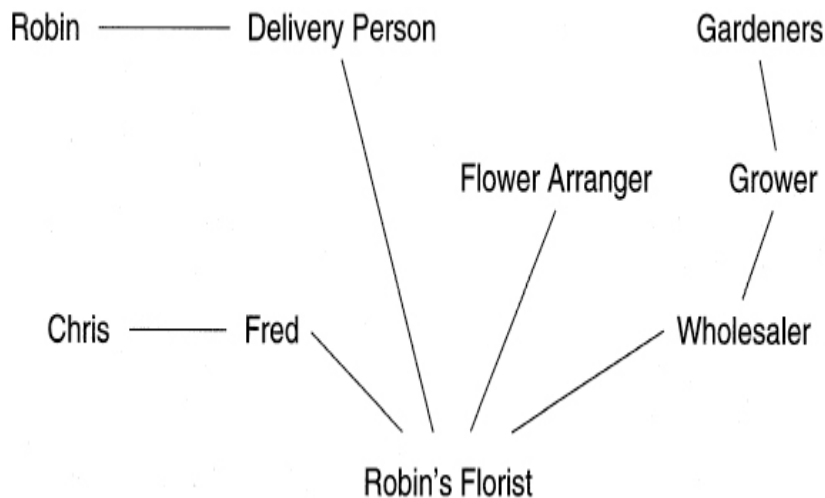 Robin
Delivery Person
Gardeners
Flower Arranger
Grower
Chris
Fred
Wholesaler
Robin's Florist